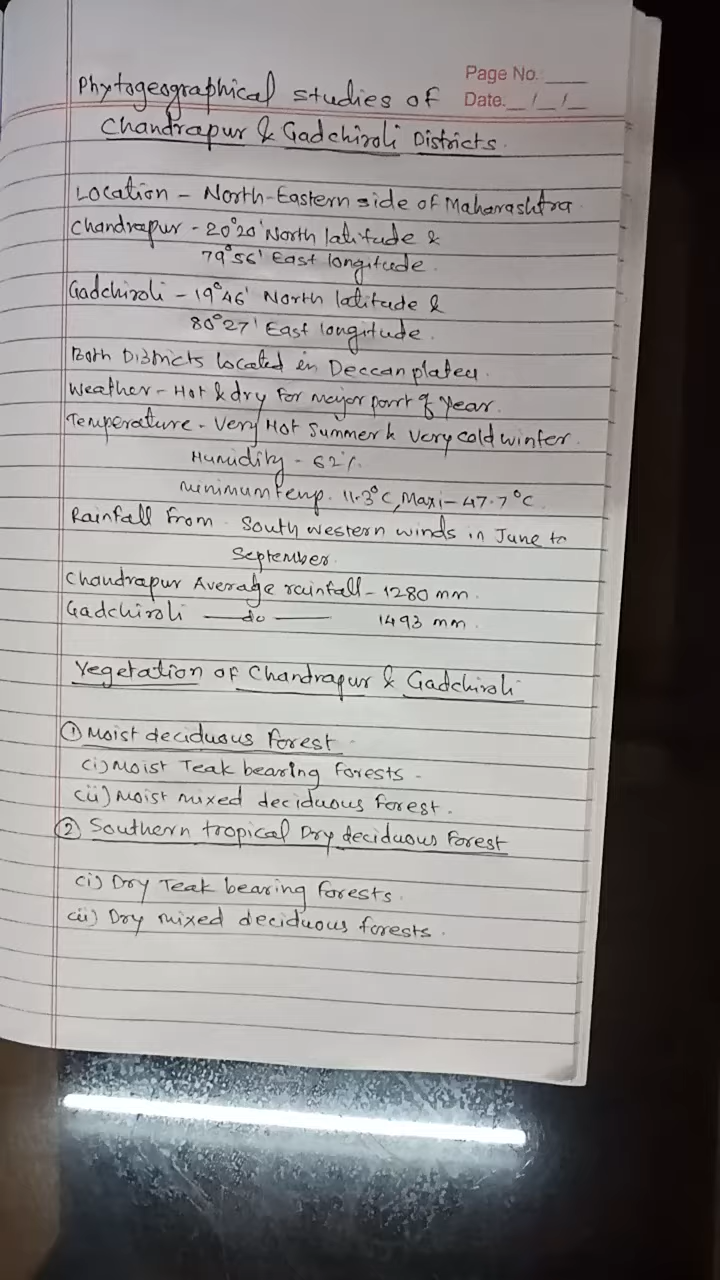 Page No. ____
Date. __/__/__
Phytogeographical studies of
Chandrapur & Gadchiroli Districts.
Location - North-Eastern side of Maharashtra.
Chandrapur - 20°20' North latitude &
79°56' East longitude.
Gadchiroli - 19°46' North latitude &
80°27' East longitude.
Both Districts located in Deccan plateu.
Weather - Hot & dry for major part of year.
Temperature - Very Hot Summer & very cold winter.
Humidity - 62%
minimum temp. 11.3°C, Maxi - 47.7°C.
Rainfall from South western winds in June to
September.
Chandrapur Average rainfall - 1280 mm.
Gadchiroli — do — 1493 mm.
Vegetation of Chandrapur & Gadchiroli
① Moist deciduous forest -
(i) Moist Teak bearing forests -
(ii) Moist mixed deciduous forest.
② Southern tropical Dry deciduous forest
(i) Dry Teak bearing forests.
(ii) Dry mixed deciduous forests.